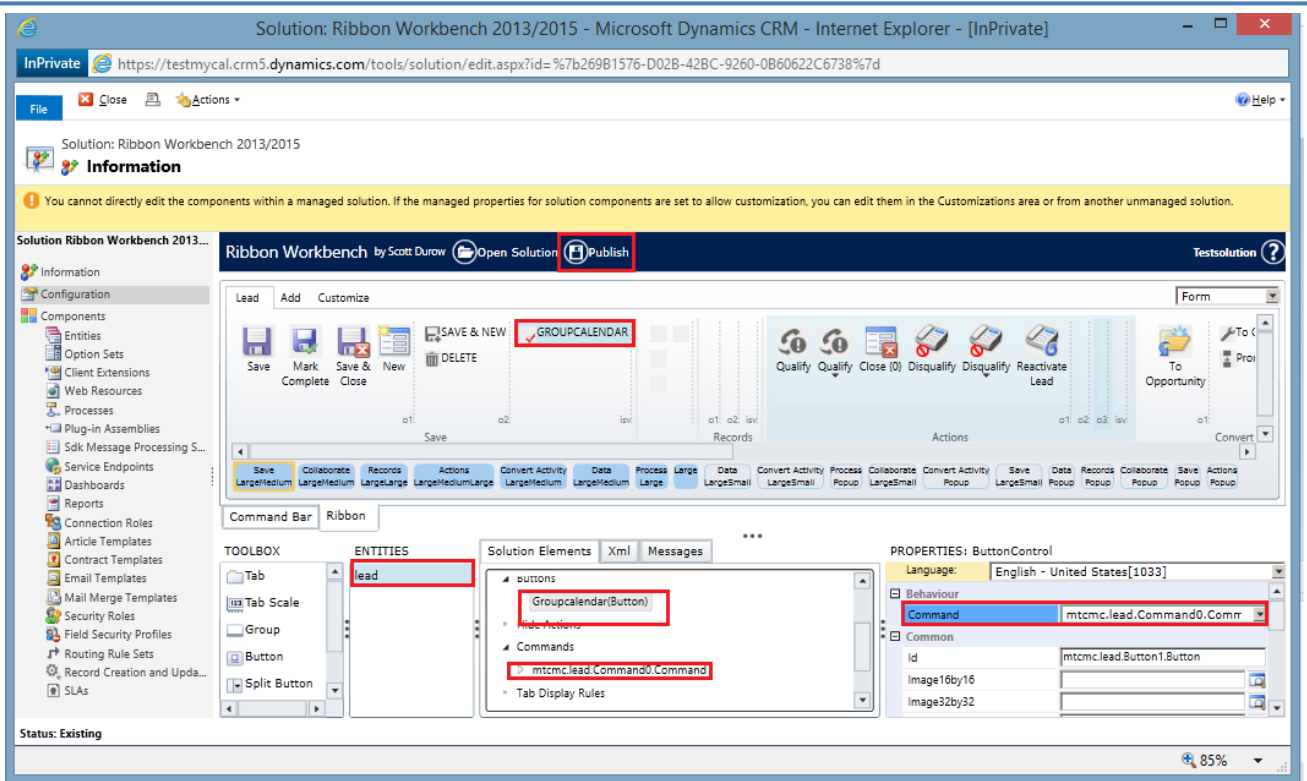 Solution: Ribbon Workbench 2013/2015 - Microsoft Dynamics CRM - Internet Explorer - [InPrivate]
InPrivate https://testmycal.crm5.dynamics.com/tools/solution/edit.aspx?id=%7b269B1576-D02B-42BC-9260-0B60622C6738%7d
File Close Actions Help
Solution: Ribbon Workbench 2013/2015
Information
You cannot directly edit the components within a managed solution. If the managed properties for solution components are set to allow customization, you can edit them in the Customizations area or from another unmanaged solution.
Solution Ribbon Workbench 2013...
Information
Configuration
Components
Entities
Option Sets
Client Extensions
Web Resources
Processes
Plug-in Assemblies
Sdk Message Processing S...
Service Endpoints
Dashboards
Reports
Connection Roles
Article Templates
Contract Templates
Email Templates
Mail Merge Templates
Security Roles
Field Security Profiles
Routing Rule Sets
Record Creation and Upda...
SLAs
Ribbon Workbench by Scott Durow Open Solution Publish Testsolution ?
Lead Add Customize Form
Save
Mark Complete
Save & Close
New
SAVE & NEW
DELETE
GROUPCALENDAR
Qualify
Qualify
Close (0)
Disqualify
Disqualify
Reactivate Lead
To Opportunity
To (
Pro
o1: o2: isv: o1: o2: isv: o1: o2: o3: isv: o1:
Save Records Actions Convert
Save Collaborate Records Actions Convert Activity Data Process Large Data Convert Activity Process Collaborate Convert Activity Save Data Records Collaborate Save Actions
LargeMedium LargeMedium LargeLarge LargeMediumLarge LargeMedium LargeMedium Large LargeSmall LargeSmall Popup LargeSmall Popup LargeSmall Popup Popup Popup Popup Popup
Command Bar Ribbon
TOOLBOX
Tab
Tab Scale
Group
Button
Split Button
ENTITIES
lead
Solution Elements Xml Messages
Buttons
Groupcalendar(Button)
Hide Actions
Commands
mtcmc.lead.Command0.Command
Tab Display Rules
PROPERTIES: ButtonControl
Language: English - United States[1033]
Behaviour
Command mtcmc.lead.Command0.Comm
Common
Id mtcmc.lead.Button1.Button
Image16by16
Image32by32
Status: Existing
85%